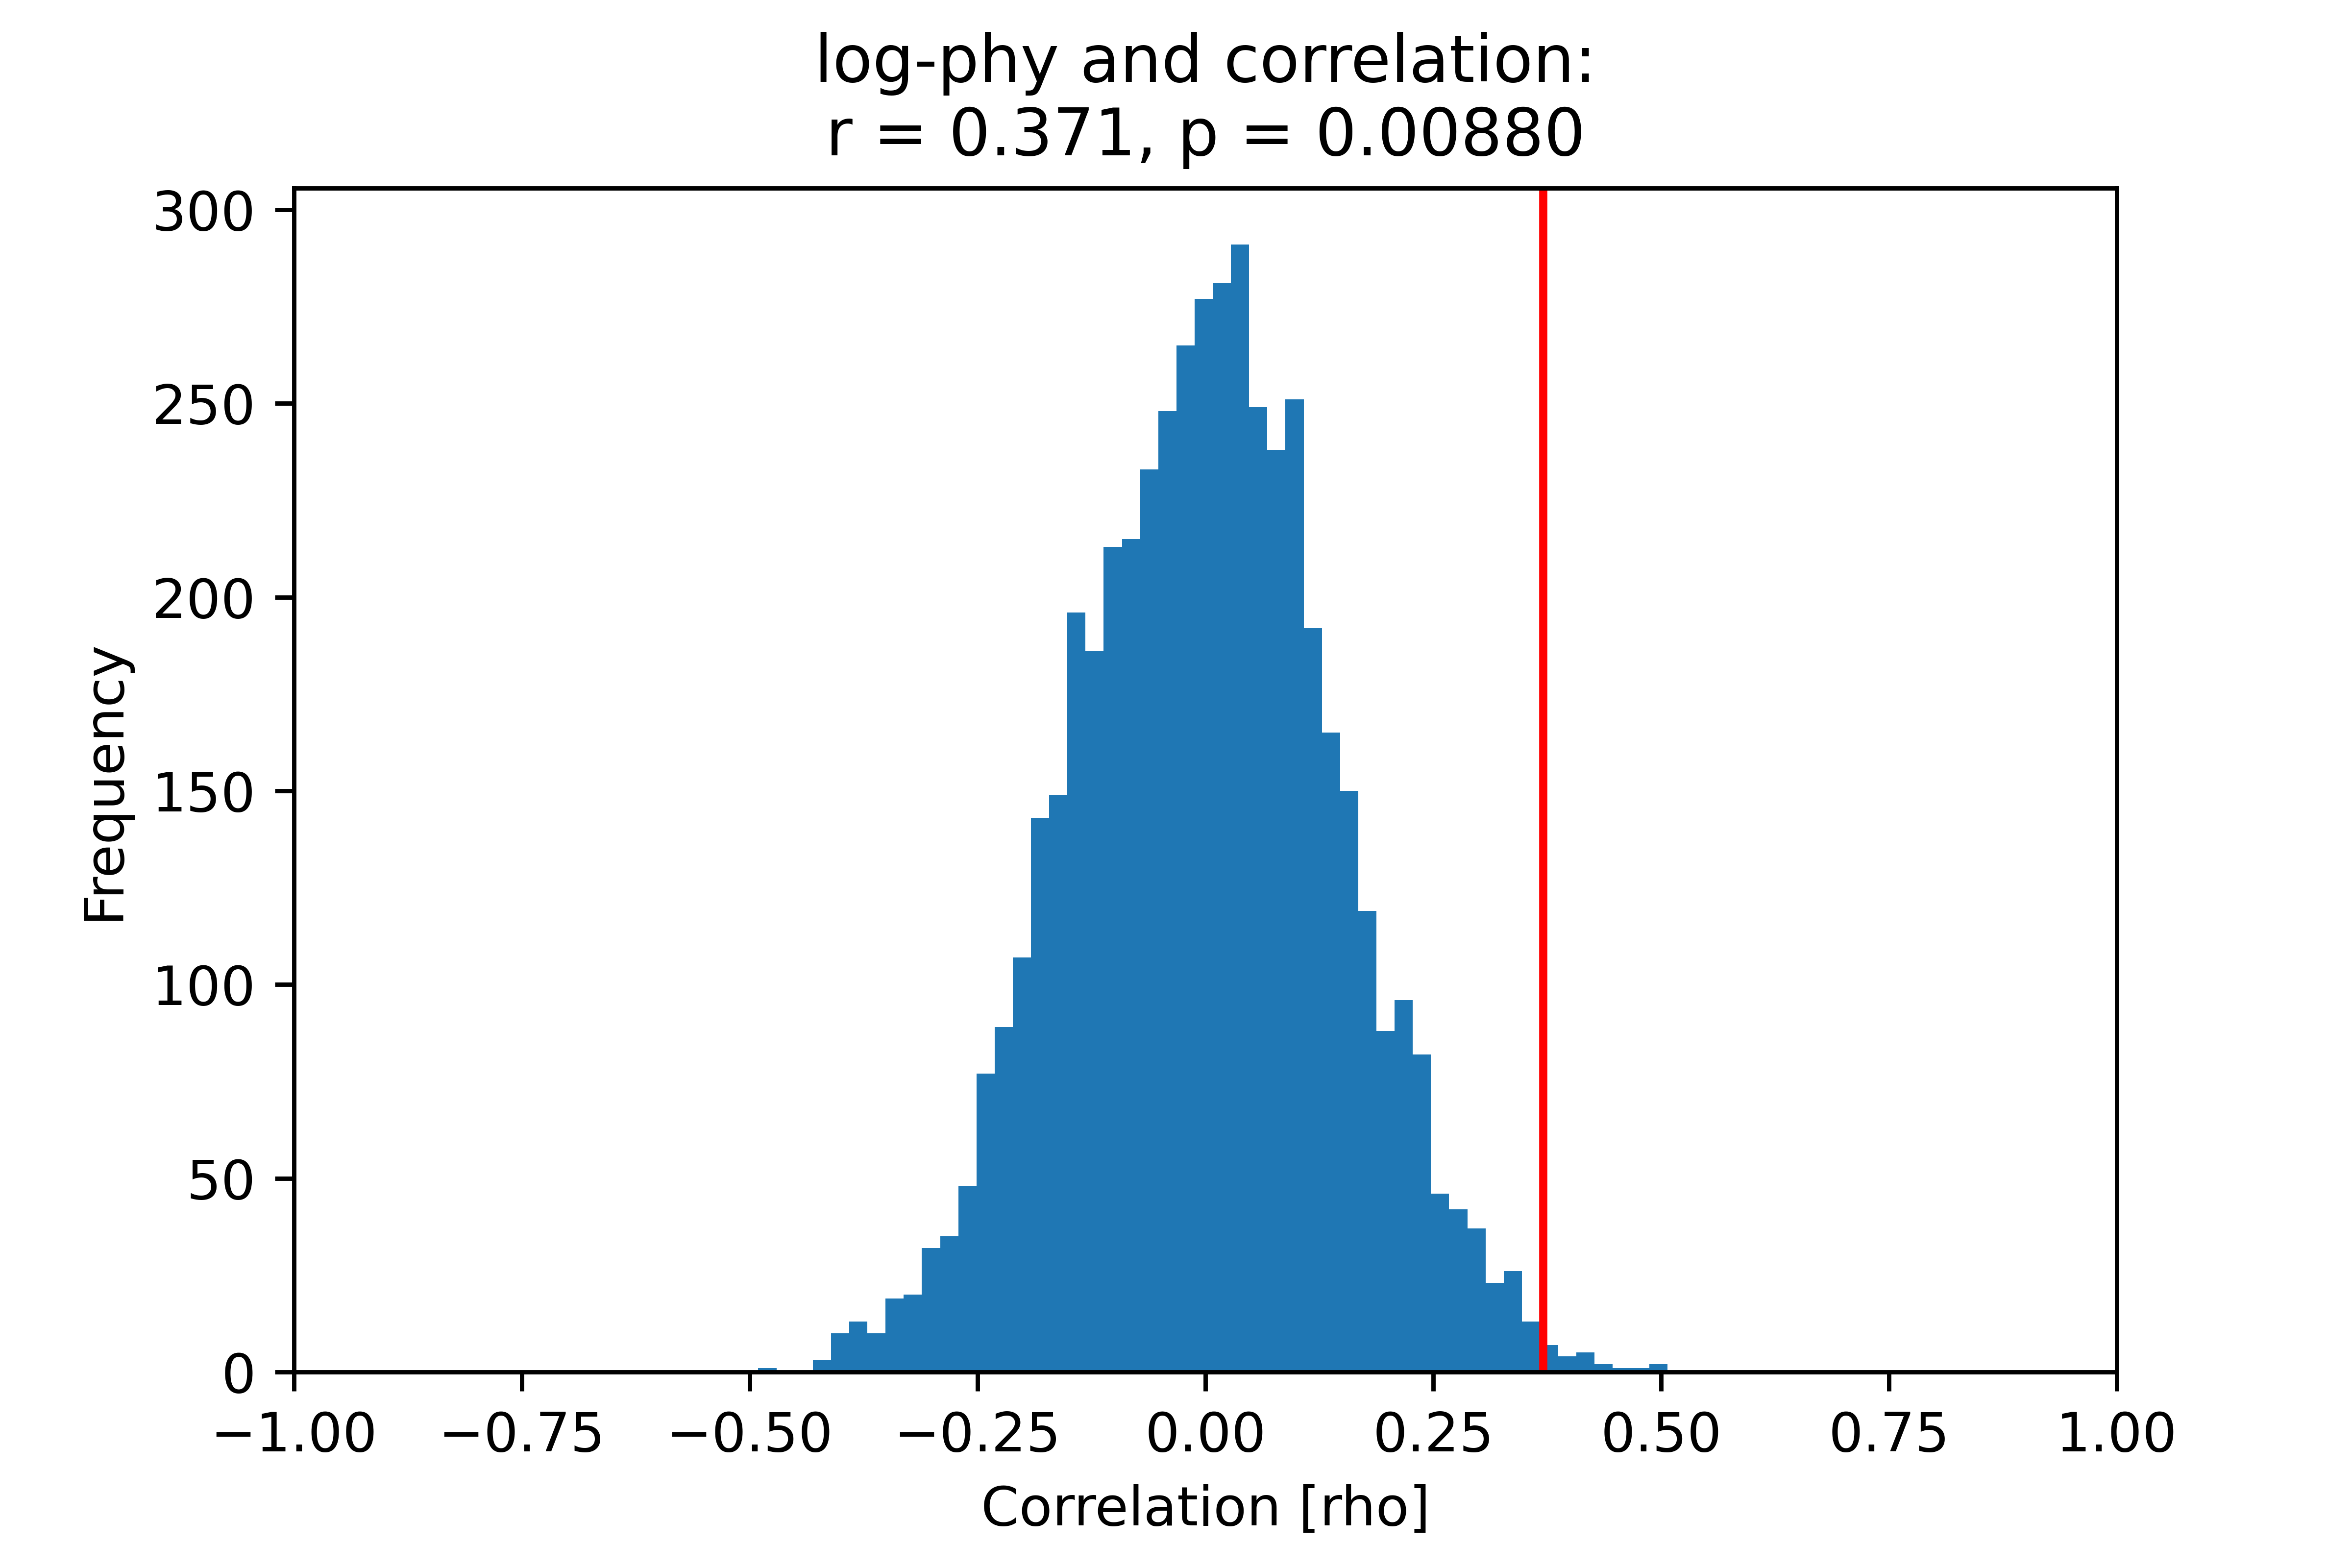 log-phy and correlation:
r = 0.371, p = 0.00880
300
250
200
150
100
50
0
Frequency
−1.00 −0.75 −0.50 −0.25 0.00 0.25 0.50 0.75 1.00
Correlation [rho]